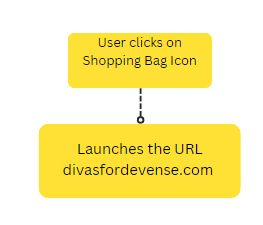 User clicks on
Shopping Bag Icon
Launches the URL
divasfordevense.com